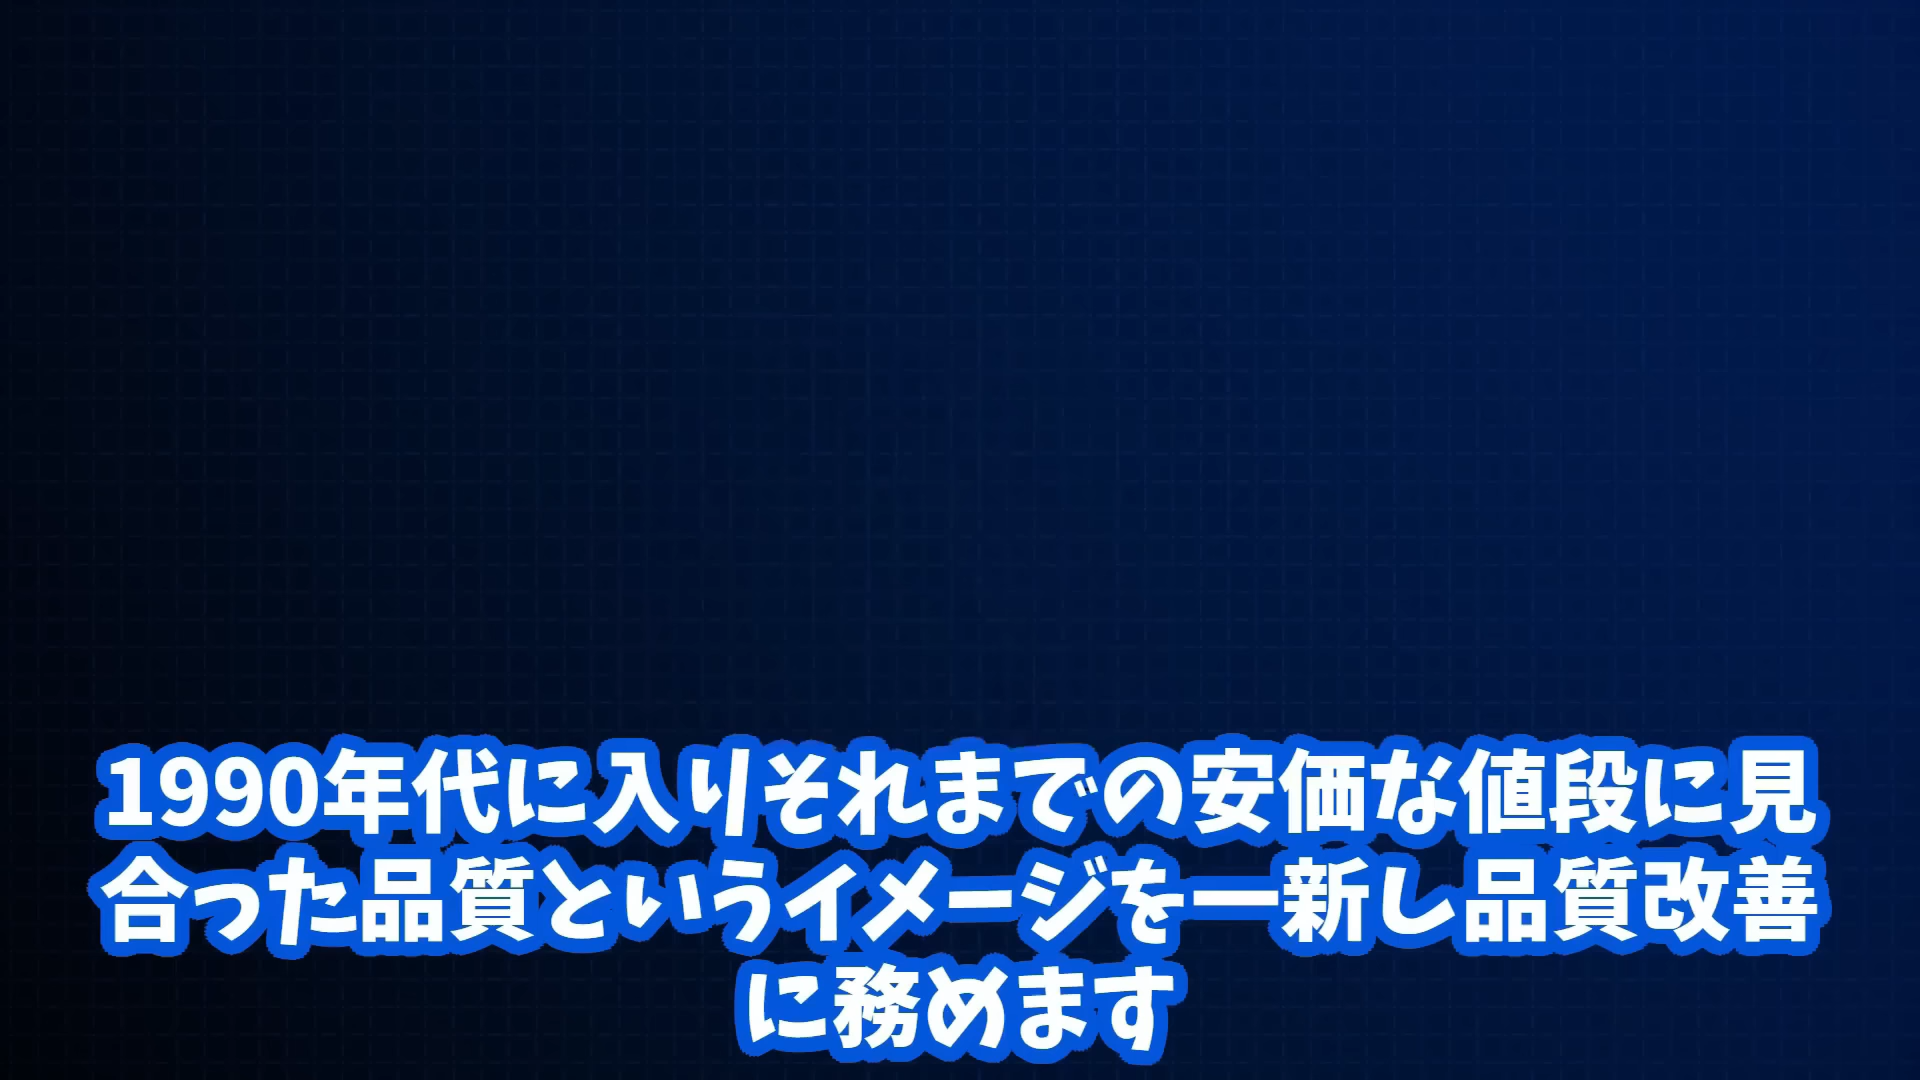 1990年代に入りそれまでの安価な値段に見
合った品質というイメージを一新し品質改善
に務めます